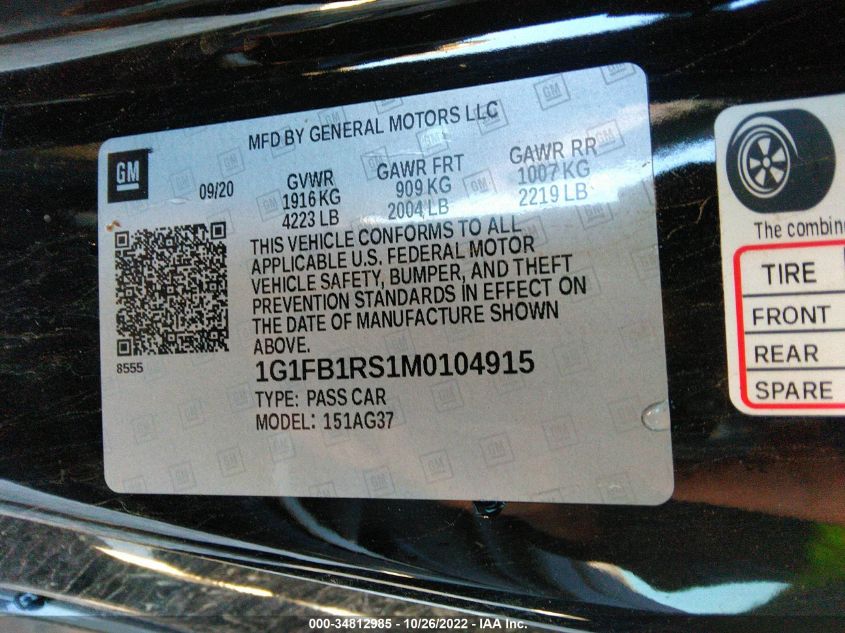 MFD BY GENERAL MOTORS LLC
GM
09/20
GVWR
1916 KG
4223 LB
GAWR FRT
909 KG
2004 LB
GAWR RR
1007 KG
2219 LB
THIS VEHICLE CONFORMS TO ALL
APPLICABLE U.S. FEDERAL MOTOR
VEHICLE SAFETY, BUMPER, AND THEFT
PREVENTION STANDARDS IN EFFECT ON
THE DATE OF MANUFACTURE SHOWN
ABOVE.
8555
1G1FB1RS1M0104915
TYPE: PASS CAR
MODEL: 151AG37
The combin
TIRE
FRONT
REAR
SPARE
000-34812985 - 10/26/2022 - IAA Inc.